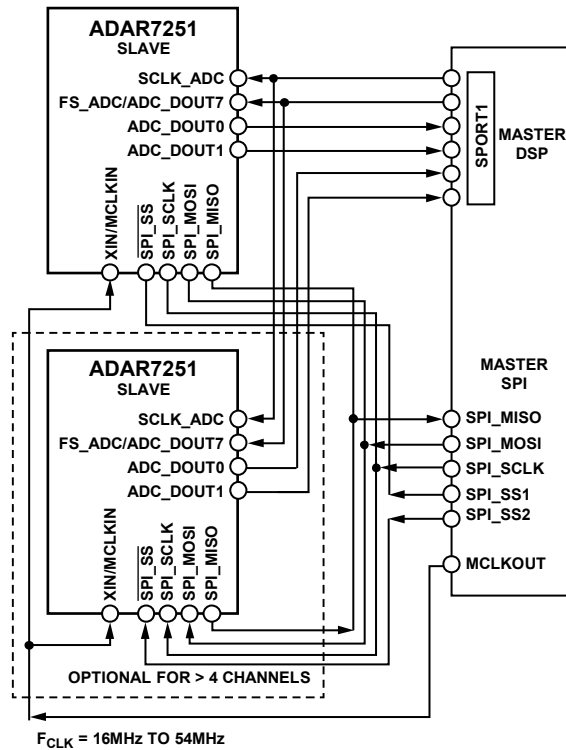 ADAR7251
SLAVE
SCLK_ADC
FS_ADC/ADC_DOUT7
ADC_DOUT0
ADC_DOUT1
XIN/MCLKIN
SPI_SS
SPI_SCLK
SPI_MOSI
SPI_MISO
SPORT1
MASTER
DSP
ADAR7251
SLAVE
SCLK_ADC
FS_ADC/ADC_DOUT7
ADC_DOUT0
ADC_DOUT1
XIN/MCLKIN
SPI_SS
SPI_SCLK
SPI_MOSI
SPI_MISO
OPTIONAL FOR > 4 CHANNELS
MASTER
SPI
SPI_MISO
SPI_MOSI
SPI_SCLK
SPI_SS1
SPI_SS2
MCLKOUT
FCLK = 16MHz TO 54MHz